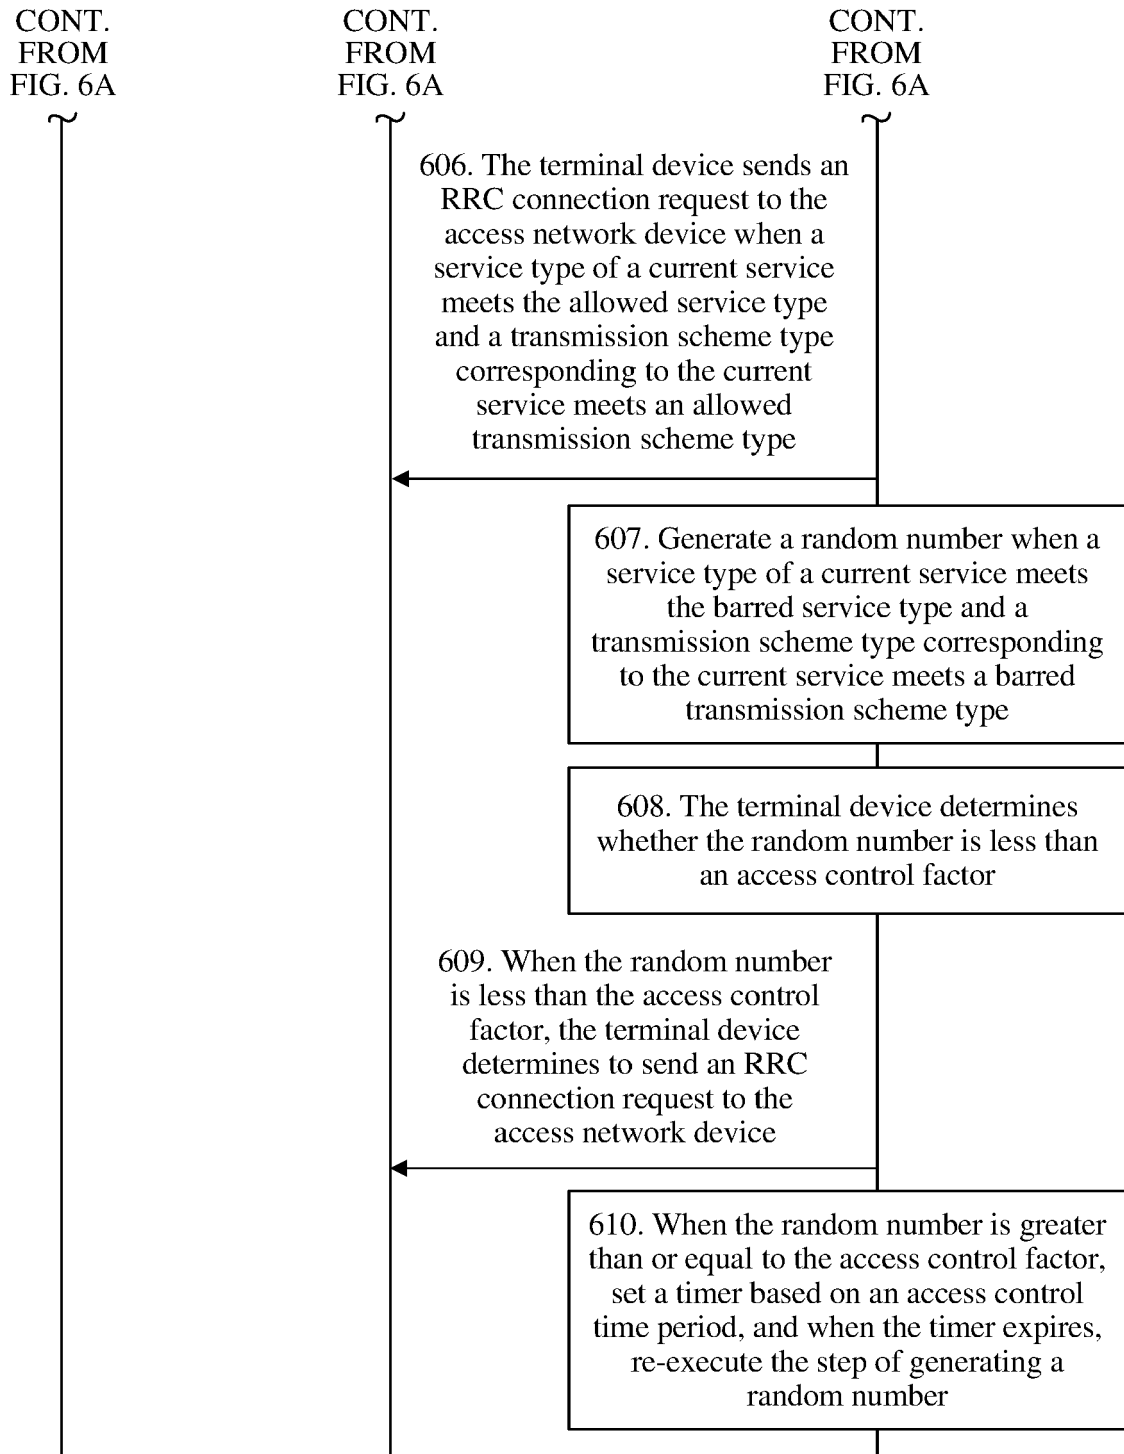 CONT.
FROM
FIG. 6A
CONT.
FROM
FIG. 6A
CONT.
FROM
FIG. 6A
606. The terminal device sends an
RRC connection request to the
access network device when a
service type of a current service
meets the allowed service type
and a transmission scheme type
corresponding to the current
service meets an allowed
transmission scheme type
607. Generate a random number when a
service type of a current service meets
the barred service type and a
transmission scheme type corresponding
to the current service meets a barred
transmission scheme type
608. The terminal device determines
whether the random number is less than
an access control factor
609. When the random number
is less than the access control
factor, the terminal device
determines to send an RRC
connection request to the
access network device
610. When the random number is greater
than or equal to the access control factor,
set a timer based on an access control
time period, and when the timer expires,
re-execute the step of generating a
random number